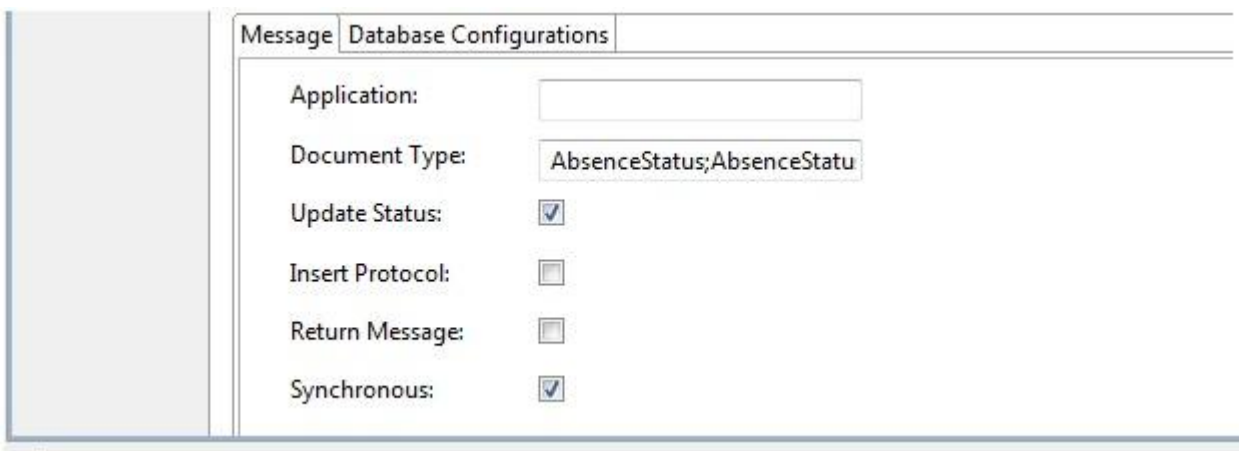 Message Database Configurations
Application:
Document Type: AbsenceStatus;AbsenceStatu
Update Status:
Insert Protocol:
Return Message:
Synchronous: